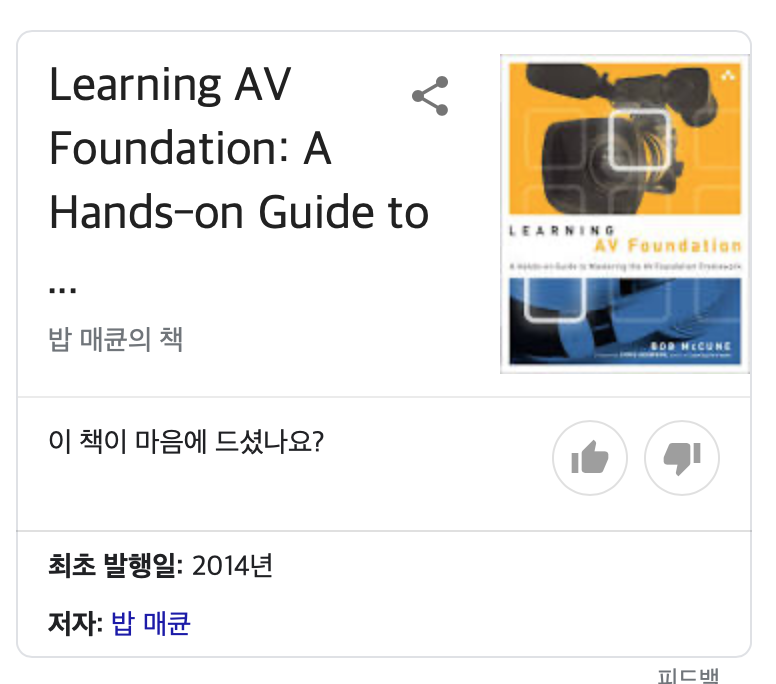 Learning AV
Foundation: A
Hands-on Guide to
...
밥 매균의 책
LEARNING
AV Foundation
A Hands-on Guide to Mastering the AV Foundation Framework
BOB McCUNE
이 책이 마음에 드셨나요?
최초 발행일: 2014년
저자: 밥 매큔
피드백